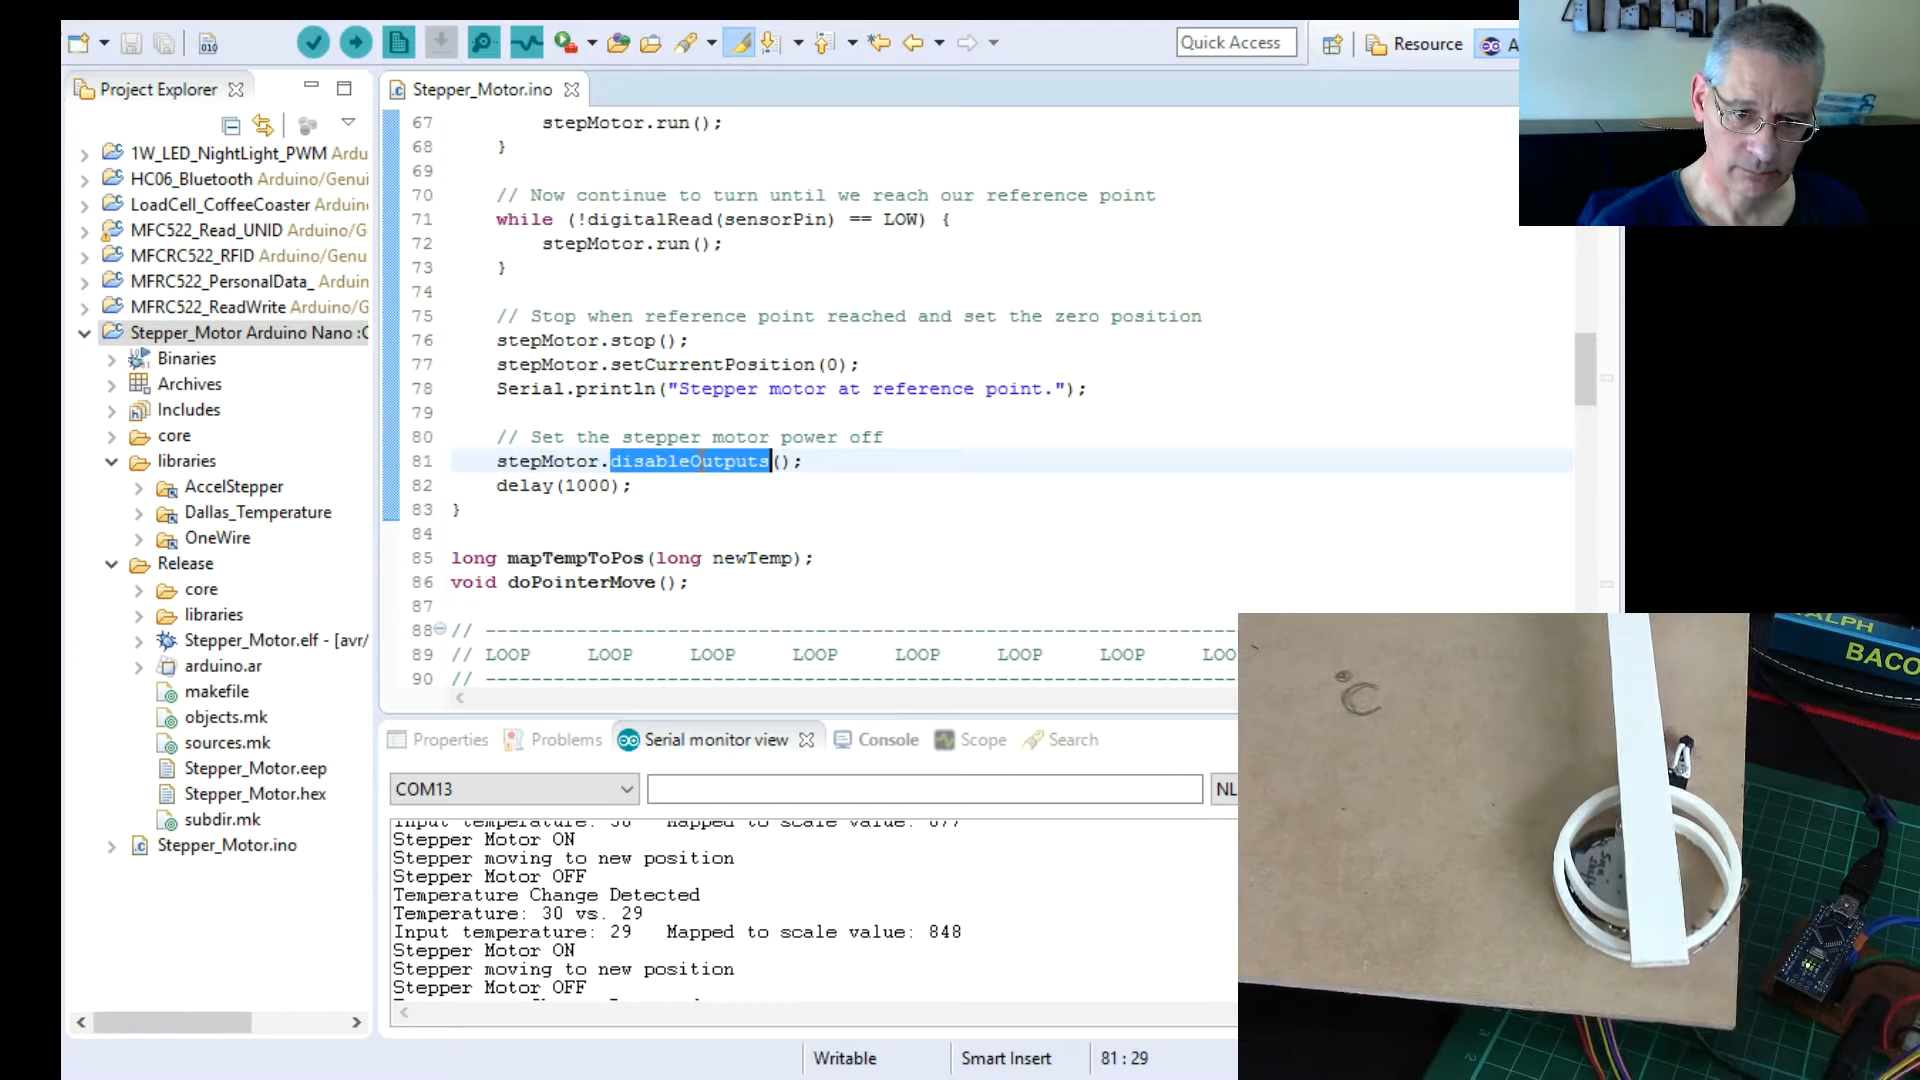 Quick Access
Resource
A
Project Explorer
Stepper_Motor.ino
1W_LED_NightLight_PWM Ardu
HC06_Bluetooth Arduino/Genui
LoadCell_CoffeeCoaster Arduin
MFC522_Read_UNID Arduino/G
MFCRC522_RFID Arduino/Genu
MFRC522_PersonalData_ Arduin
MFRC522_ReadWrite Arduino/G
Stepper_Motor Arduino Nano :C
Binaries
Archives
Includes
core
libraries
AccelStepper
Dallas_Temperature
OneWire
Release
core
libraries
Stepper_Motor.elf - [avr/
arduino.ar
makefile
objects.mk
sources.mk
Stepper_Motor.eep
Stepper_Motor.hex
subdir.mk
Stepper_Motor.ino
67 stepMotor.run();
68 }
69
70 // Now continue to turn until we reach our reference point
71 while (!digitalRead(sensorPin) == LOW) {
72 stepMotor.run();
73 }
74
75 // Stop when reference point reached and set the zero position
76 stepMotor.stop();
77 stepMotor.setCurrentPosition(0);
78 Serial.println("Stepper motor at reference point.");
79
80 // Set the stepper motor power off
81 stepMotor.disableOutputs();
82 delay(1000);
83 }
84
85 long mapTempToPos(long newTemp);
86 void doPointerMove();
87
88 // ------------------------------------------------------------------
89 // LOOP LOOP LOOP LOOP LOOP LOOP LOOP LOO
90 // ------------------------------------------------------------------
Properties Problems Serial monitor view Console Scope Search
COM13 NL
Input temperature: 30 Mapped to scale value: 877
Stepper Motor ON
Stepper moving to new position
Stepper Motor OFF
Temperature Change Detected
Temperature: 30 vs. 29
Input temperature: 29 Mapped to scale value: 848
Stepper Motor ON
Stepper moving to new position
Stepper Motor OFF
Writable Smart Insert 81 : 29
°C
ALPH
BACO